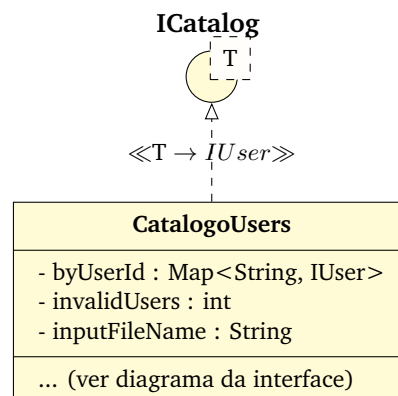 ICatalog
T
≪T → IUser≫
CatalogoUsers
- byUserId : Map<String, IUser>
- invalidUsers : int
- inputFileName : String
... (ver diagrama da interface)